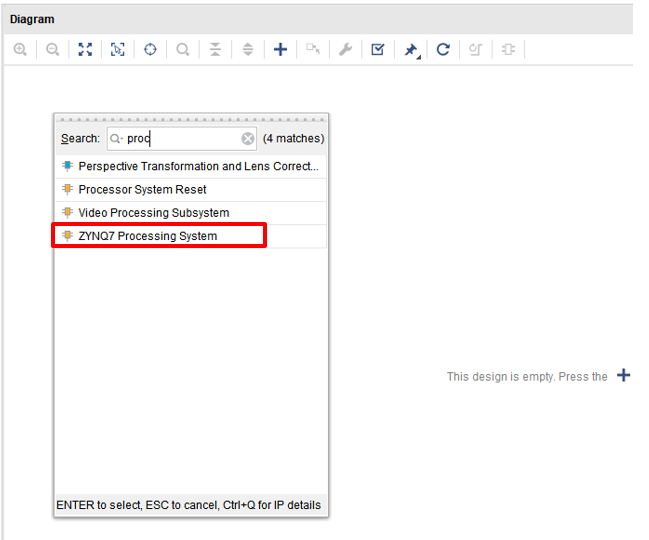 Diagram
Search: proc (4 matches)
Perspective Transformation and Lens Correct...
Processor System Reset
Video Processing Subsystem
ZYNQ7 Processing System
This design is empty. Press the
ENTER to select, ESC to cancel, Ctrl+Q for IP details